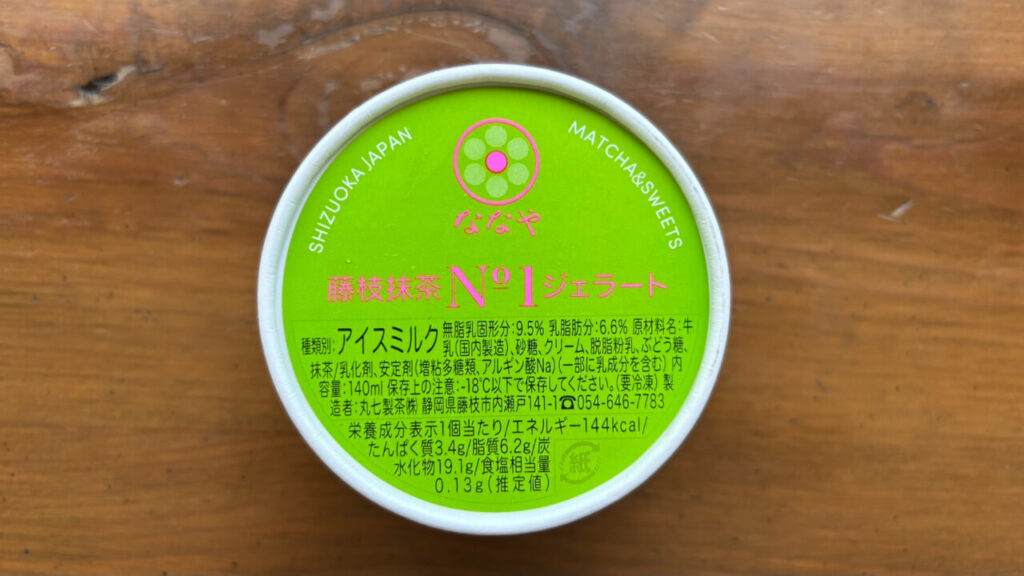 SHIZUOKA JAPAN
MATCHA&SWEETS
ななや
藤枝抹茶 Nº1 ジェラート
種類別:アイスミルク 無脂乳固形分:9.5% 乳脂肪分:6.6% 原材料名:牛
乳(国内製造)、砂糖、クリーム、脱脂粉乳、ぶどう糖、
抹茶/乳化剤、安定剤(増粘多糖類、アルギン酸Na)(一部に乳成分を含む) 内
容量:140ml 保存上の注意:-18℃以下で保存してください。(要冷凍) 製
造者:丸七製茶㈱ 静岡県藤枝市内瀬戸141-1☎054-646-7783
栄養成分表示1個当たり/エネルギー144kcal/
たんぱく質3.4g/脂質6.2g/炭
水化物19.1g/食塩相当量
0.13g(推定値)
紙